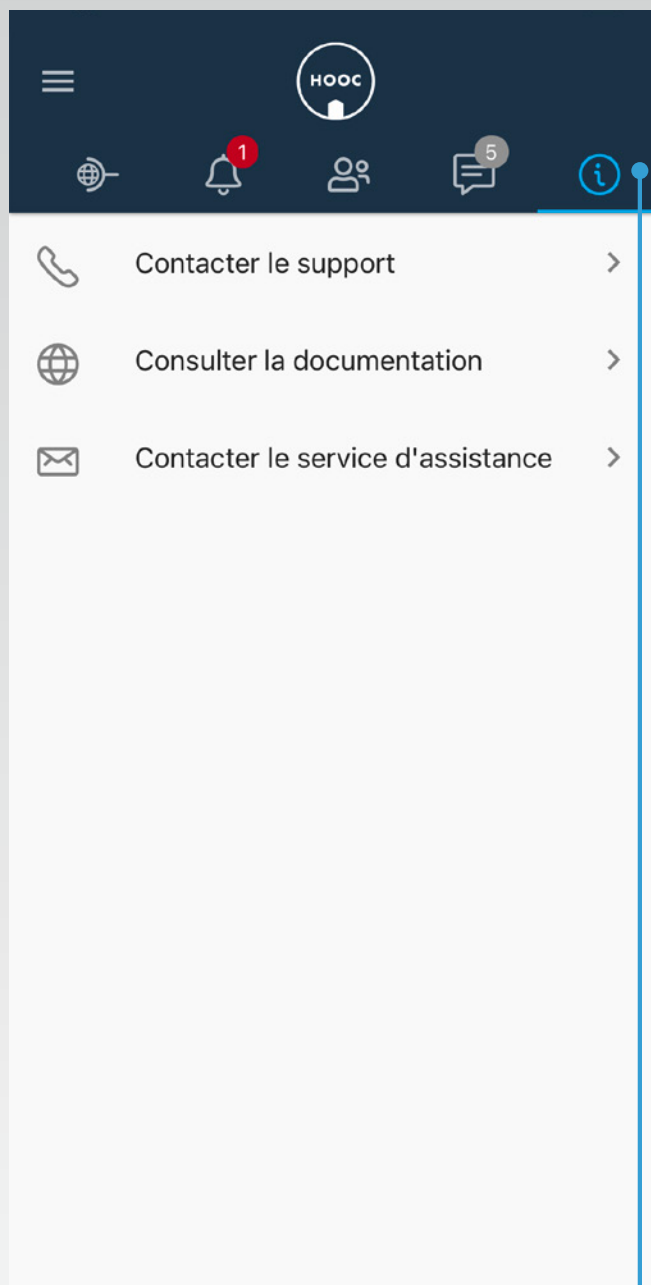 HOOC
1
5
Contacter le support
Consulter la documentation
Contacter le service d'assistance